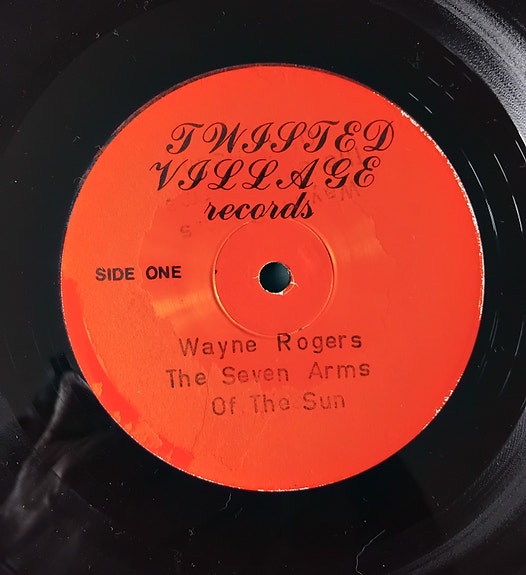 TWISTED
VILLAGE
records
SIDE ONE
Wayne Rogers
The Seven Arms
Of The Sun